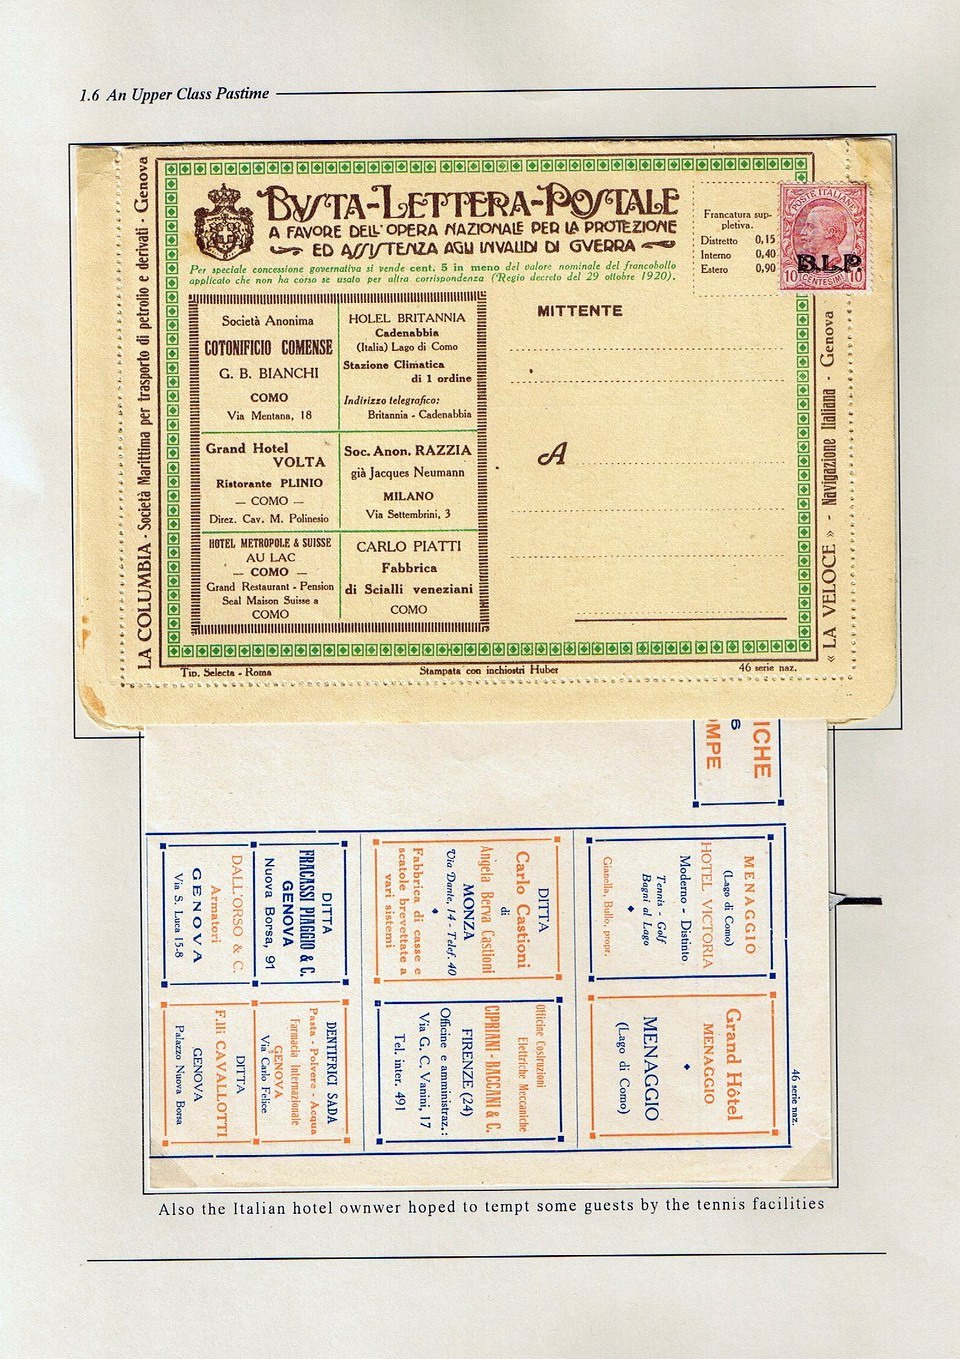 1.6 An Upper Class Pastime
LA COLUMBIA - Società Marittima per trasporto di petrolio e derivati - Genova
BUSTA-LETTERA-POSTALE
A FAVORE DELL'OPERA NAZIONALE PER LA PROTEZIONE
ED ASSISTENZA AGLI INVALIDI DI GVERRA
Per speciale concessione governativa si vende cent. 5 in meno del valore nominale del francobollo
applicato che non ha corso se usato per altra corrispondenza (Regio decreto del 29 ottobre 1920).
Francatura sup-
pletiva.
Distretto 0,15
Interno 0,40
Estero 0,90
POSTE ITALIANE
B.L.P.
10 CENTESIMI 10
Società Anonima
COTONIFICIO COMENSE
G. B. BIANCHI
COMO
Via Mentana, 18
HOLEL BRITANNIA
Cadenabbia
(Italia) Lago di Como
Stazione Climatica
di 1 ordine
Indirizzo telegrafico:
Britannia - Cadenabbia
Grand Hotel
VOLTA
Ristorante PLINIO
— COMO —
Direz. Cav. M. Polinesio
Soc. Anon. RAZZIA
già Jacques Neumann
MILANO
Via Settembrini, 3
HOTEL METROPOLE & SUISSE
AU LAC
— COMO —
Grand Restaurant - Pension
Seal Maison Suisse a
COMO
CARLO PIATTI
Fabbrica
di Scialli veneziani
COMO
MITTENTE
A
« LA VELOCE » - Navigazione Italiana - Genova
Tip. Selecta - Roma
Stampata con inchiostri Huber
46 serie naz.
ICHE
6
OMPE
46 serie naz.
MENAGGIO
(Lago di Como)
HOTEL VICTORIA
Moderno - Distinto
Tennis - Golf
Bagni al Lago
Gianella, Bullo, propr.
Grand Hôtel
MENAGGIO
MENAGGIO
(Lago di Como)
DITTA
Carlo Castioni
di
Angela Berva Castioni
MONZA
Via Dante, 14 - Telef. 40
Fabbrica di casse e
scatole brevettate a
vari sistemi
Officine Costruzioni
Elettriche Meccaniche
CIPRIANI - BACCANI & C.
FIRENZE (24)
Officine e amministraz.:
Via G. C. Vanini, 17
Tel. inter. 491
DITTA
FRACASSI PIAGGIO & C.
GENOVA
Nuova Borsa, 91
DENTIFRICI SADA
Pasta - Polvere - Acqua
Farmacia Internazionale
GENOVA
Via Carlo Felice
DALL'ORSO & C.
Armatori
GENOVA
Via S. Luca 15-8
DITTA
F.lli CAVALLOTTI
GENOVA
Palazzo Nuova Borsa
Also the Italian hotel ownwer hoped to tempt some guests by the tennis facilities